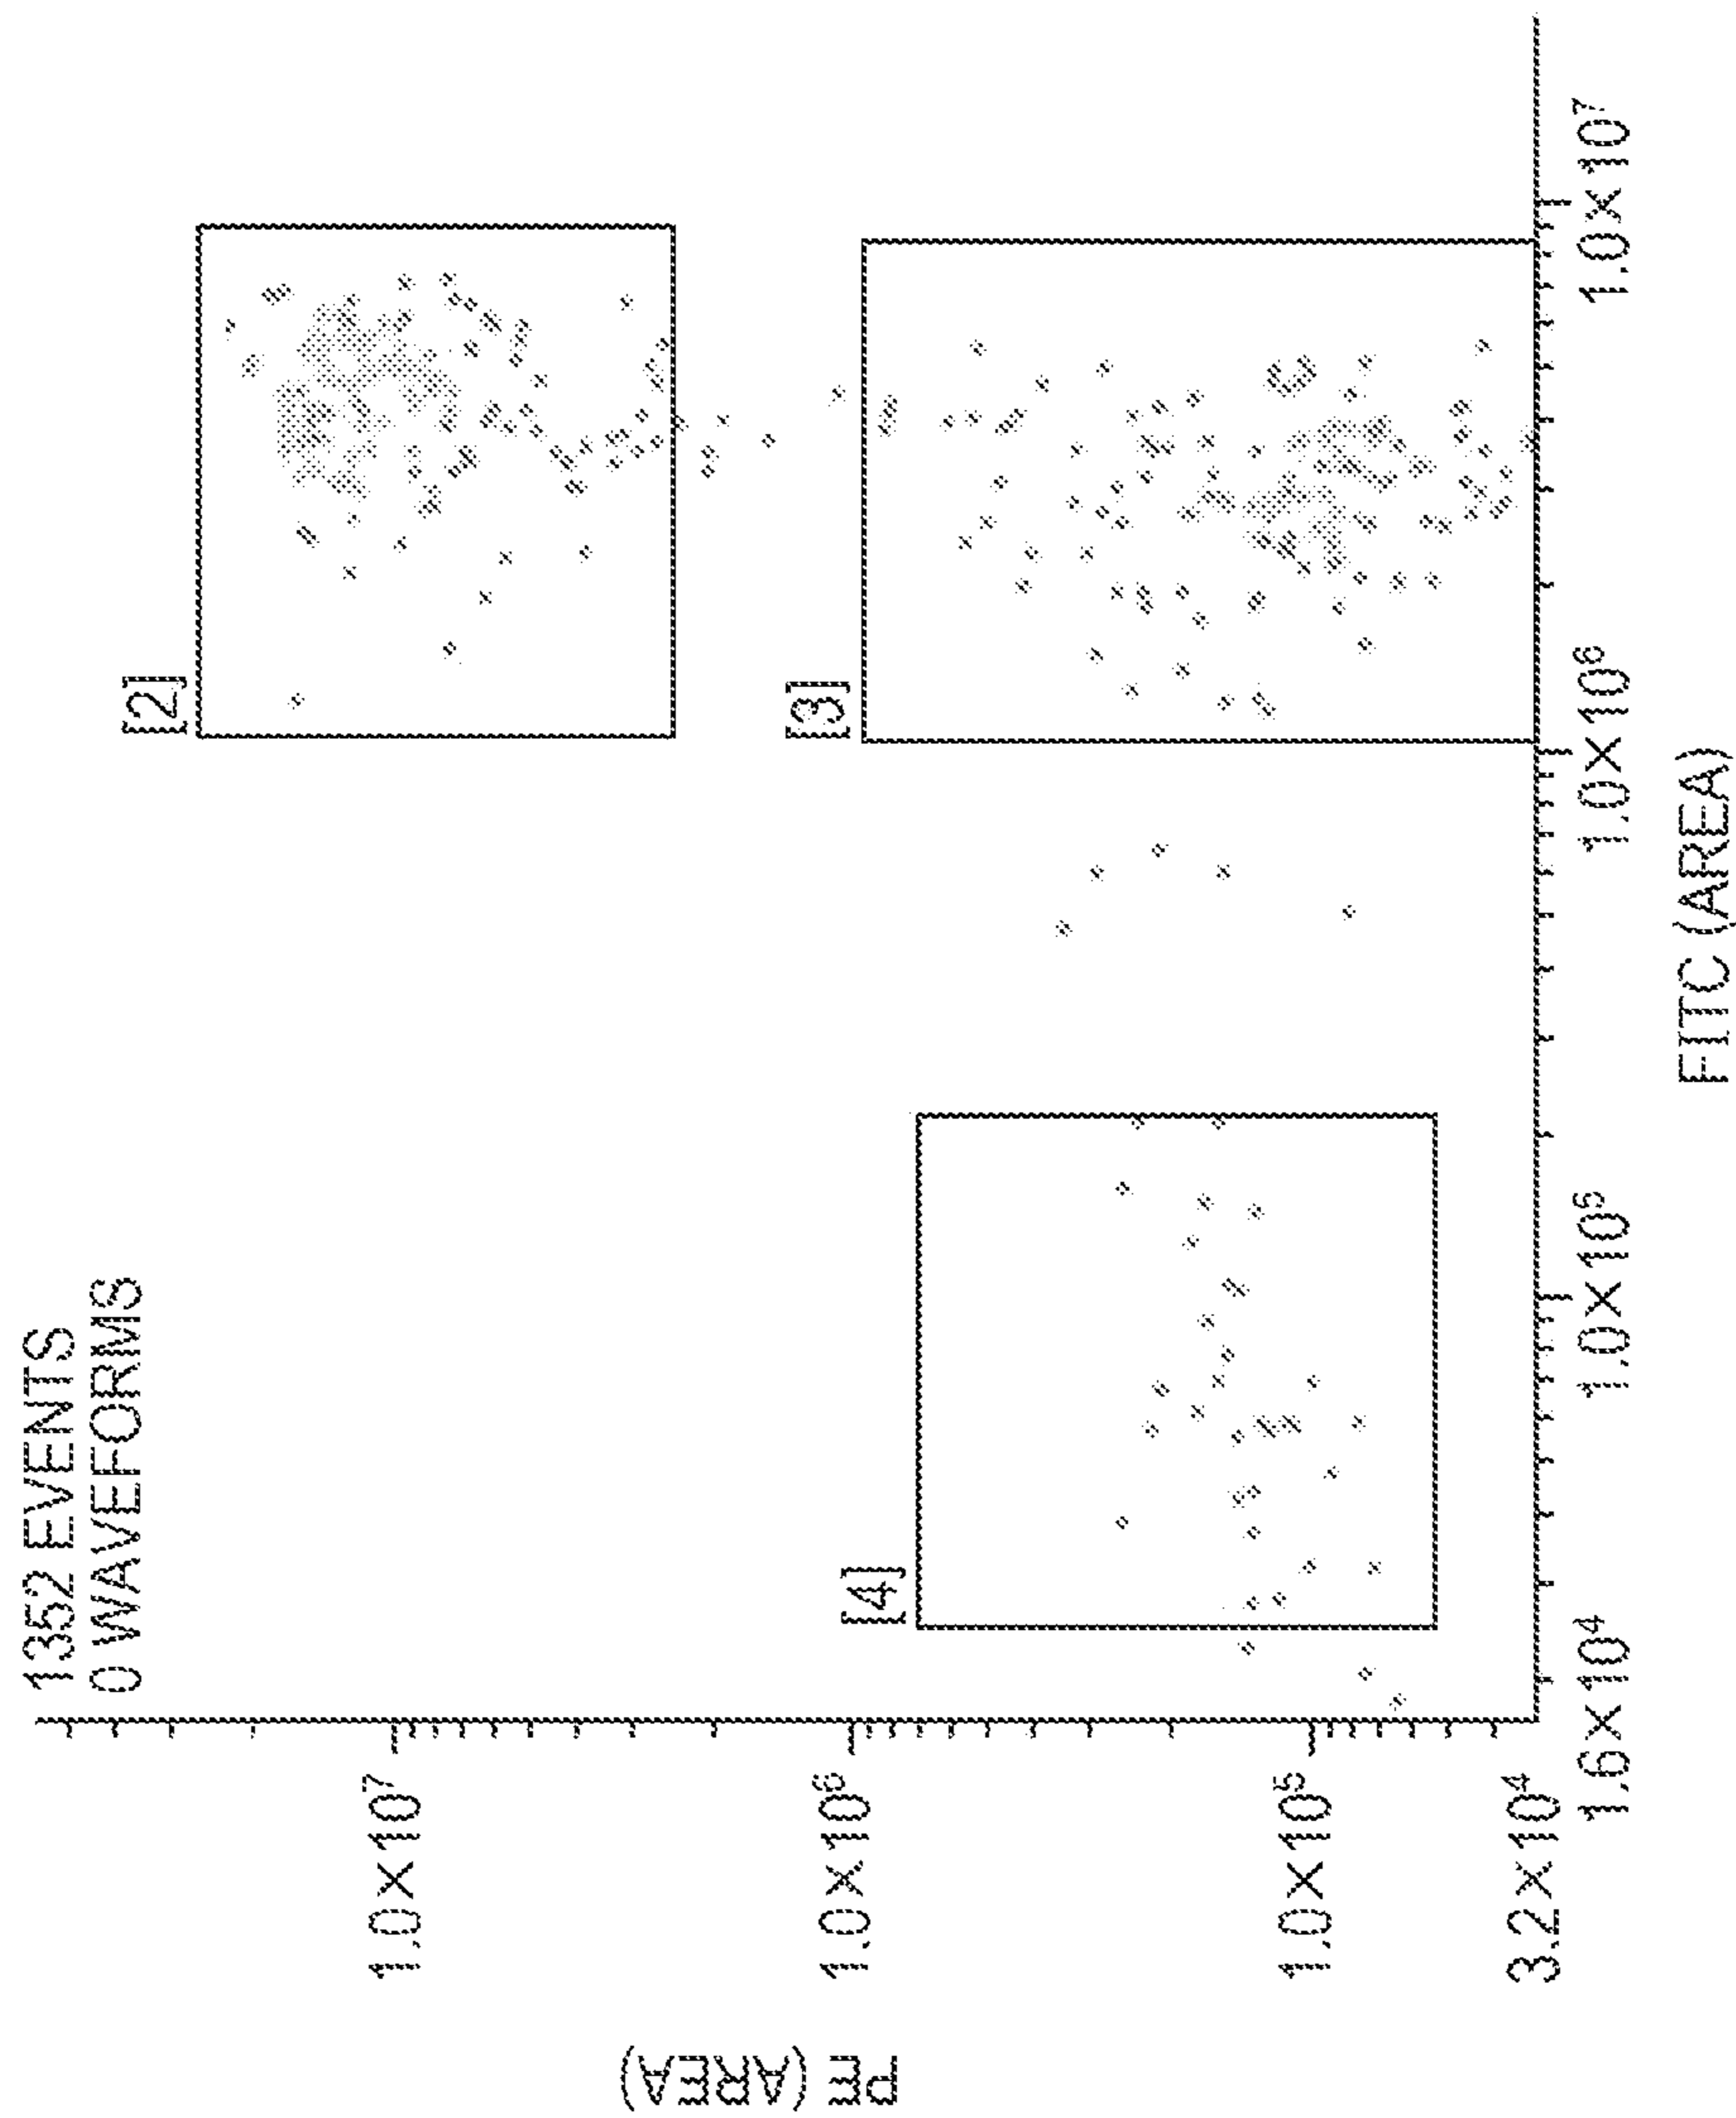 1352 EVENTS
0 WAVEFORMS
PE (AREA)
1.0×10⁷
1.0×10⁶
1.0×10⁵
3.2×10⁴
[2]
[3]
[4]
1.6×10⁴
1.0×10⁵
1.0×10⁶
1.0×10⁷
FITC (AREA)